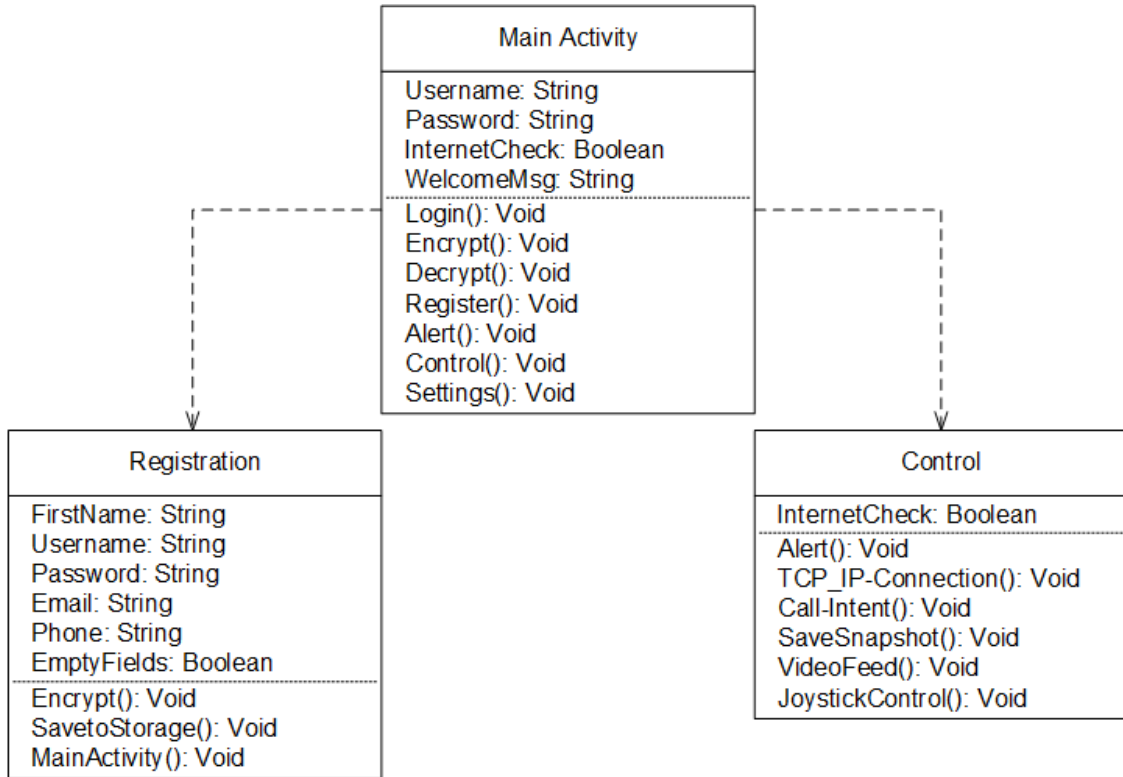 Main Activity
Username: String
Password: String
InternetCheck: Boolean
WelcomeMsg: String
Login(): Void
Encrypt(): Void
Decrypt(): Void
Register(): Void
Alert(): Void
Control(): Void
Settings(): Void
Registration
FirstName: String
Username: String
Password: String
Email: String
Phone: String
EmptyFields: Boolean
Encrypt(): Void
SavetoStorage(): Void
MainActivity(): Void
Control
InternetCheck: Boolean
Alert(): Void
TCP_IP-Connection(): Void
Call-Intent(): Void
SaveSnapshot(): Void
VideoFeed(): Void
JoystickControl(): Void